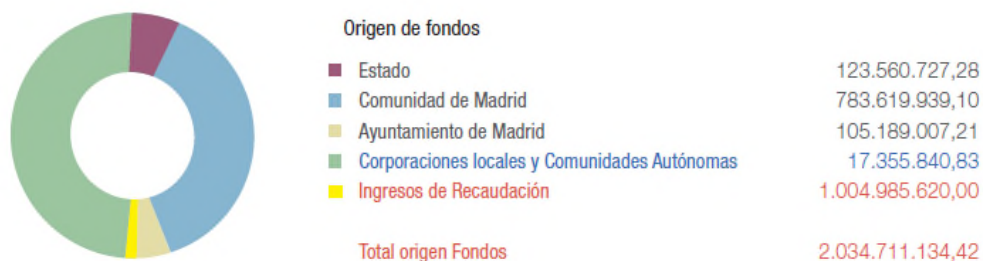 Origen de fondos
Estado 123.560.727,28
Comunidad de Madrid 783.619.939,10
Ayuntamiento de Madrid 105.189.007,21
Corporaciones locales y Comunidades Autónomas 17.355.840,83
Ingresos de Recaudación 1.004.985.620,00
Total origen Fondos 2.034.711.134,42